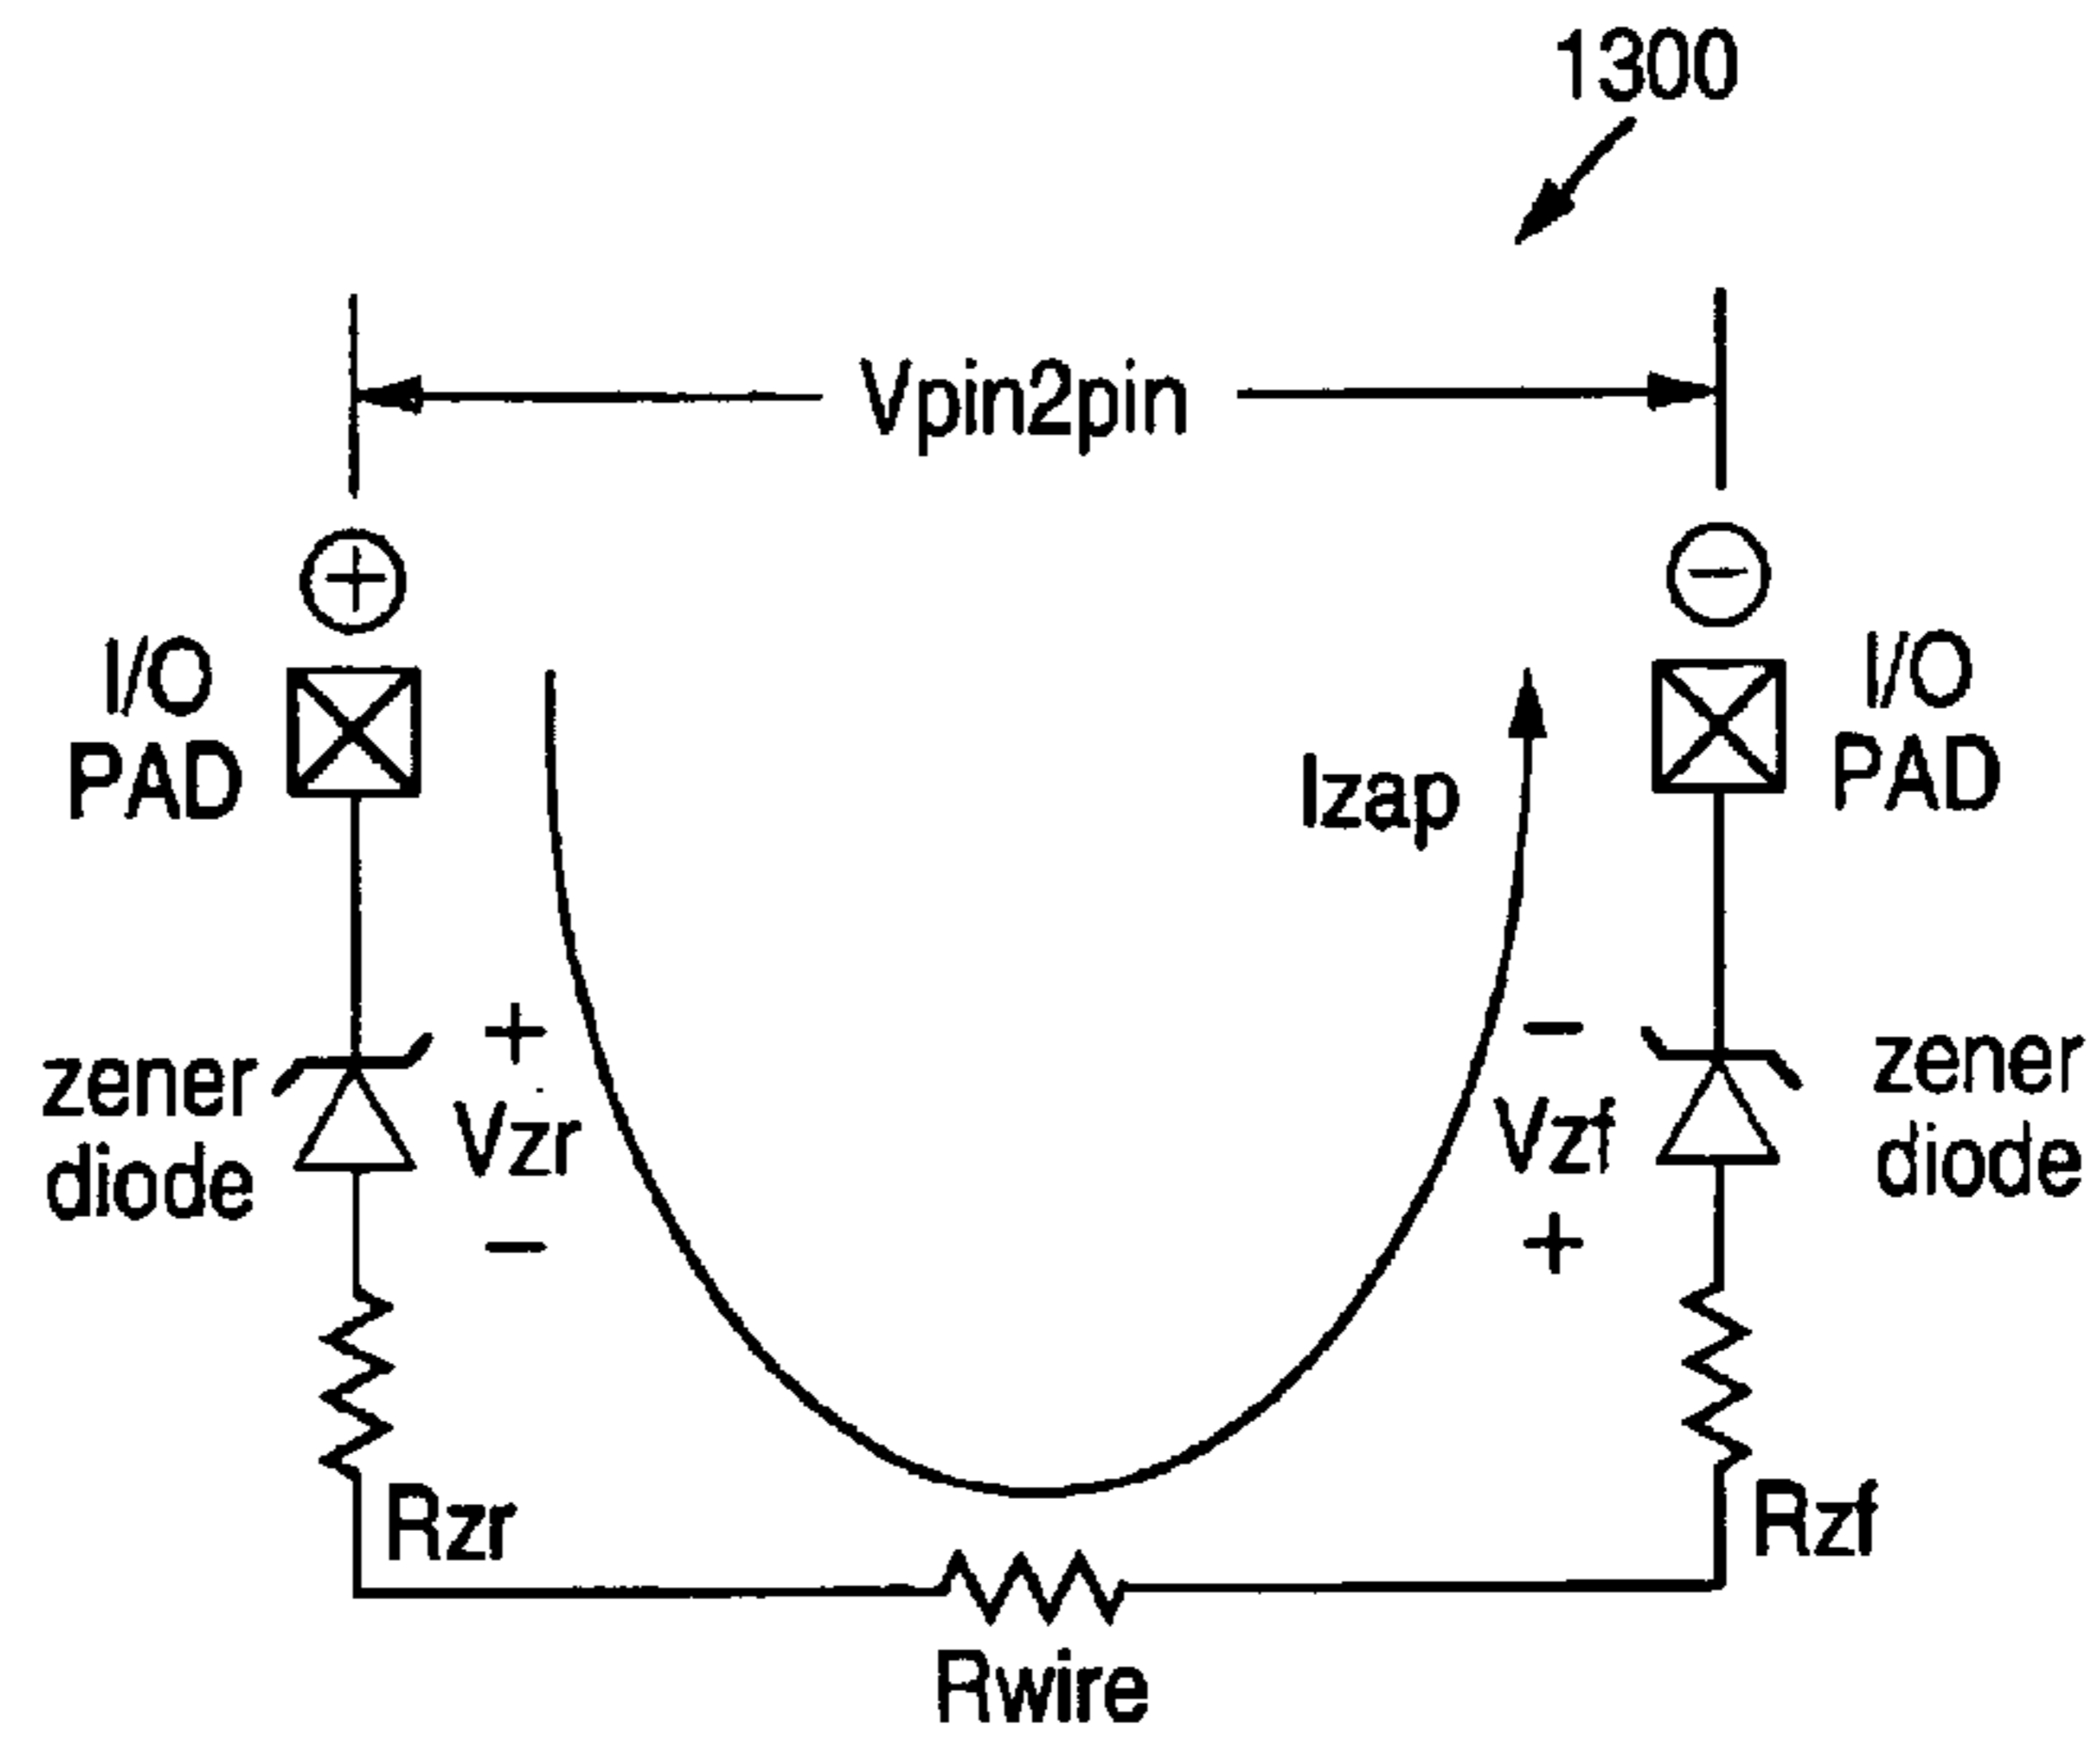 1300
Vpin2pin
+
−
I/O
PAD
I/O
PAD
Izap
zener
diode
+
Vzr
−
−
Vzf
+
zener
diode
Rzr
Rzf
Rwire